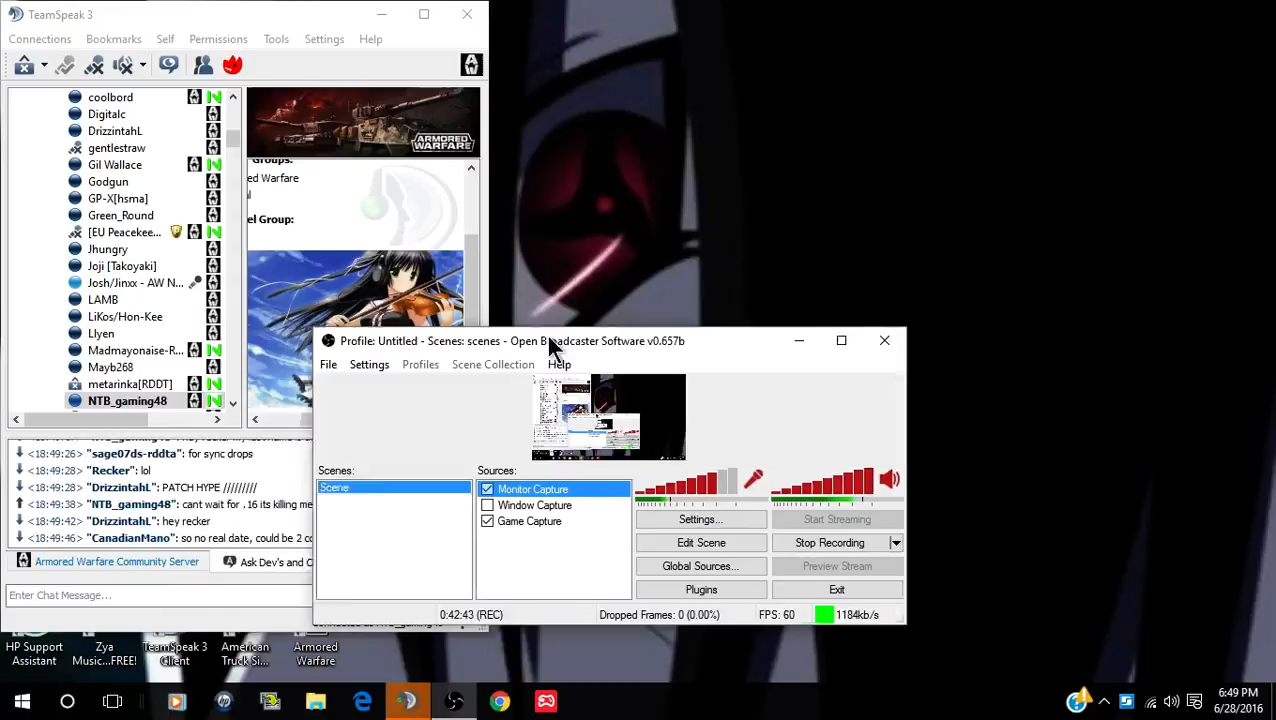 TeamSpeak 3
Connections Bookmarks Self Permissions Tools Settings Help
coolbord
Digitalc
DrizzintahL
gentlestraw
Gil Wallace
Godgun
GP-X[hsma]
Green_Round
[EU Peacekee...
Jhungry
Joji [Takoyaki]
Josh/Jinxx - AW N...
LAMB
LiKos/Hon-Kee
Llyen
Madmayonaise-R...
Mayb268
metarinka[RDDT]
NTB_gaming48
ARMORED
WARFARE
Groups:
ed Warfare
el Group:
<18:49:26> "sage07ds-rddta": for sync drops
<18:49:28> "Recker": lol
<18:49:28> "DrizzintahL": PATCH HYPE /////////
<18:49:28> "NTB_gaming48": cant wait for .16 its killing me
<18:49:42> "DrizzintahL": hey recker
<18:49:46> "CanadianMano": so no real date, could be 2 co
Armored Warfare Community Server Ask Dev's and C
Enter Chat Message...
Profile: Untitled - Scenes: scenes - Open Broadcaster Software v0.657b
File Settings Profiles Scene Collection Help
Scenes:
Scene
Sources:
Monitor Capture
Window Capture
Game Capture
Settings... Start Streaming
Edit Scene Stop Recording
Global Sources... Preview Stream
Plugins Exit
0:42:43 (REC) Dropped Frames: 0 (0.00%) FPS: 60 1184kb/s
HP Support
Assistant
Zya
Music...FREE!
TeamSpeak 3
Client
American
Truck Si...
Armored
Warfare
6:49 PM
6/28/2016